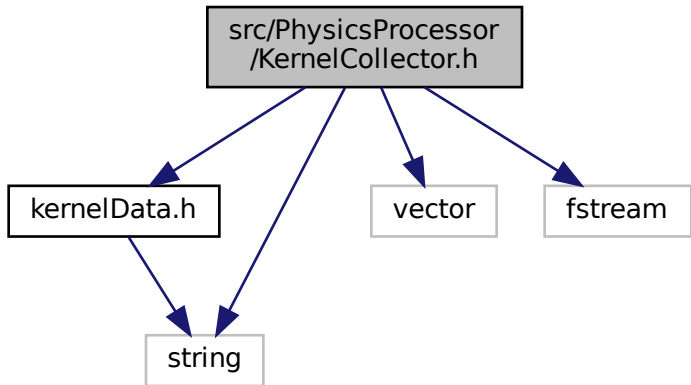 src/PhysicsProcessor
/KernelCollector.h
kernelData.h
vector
fstream
string